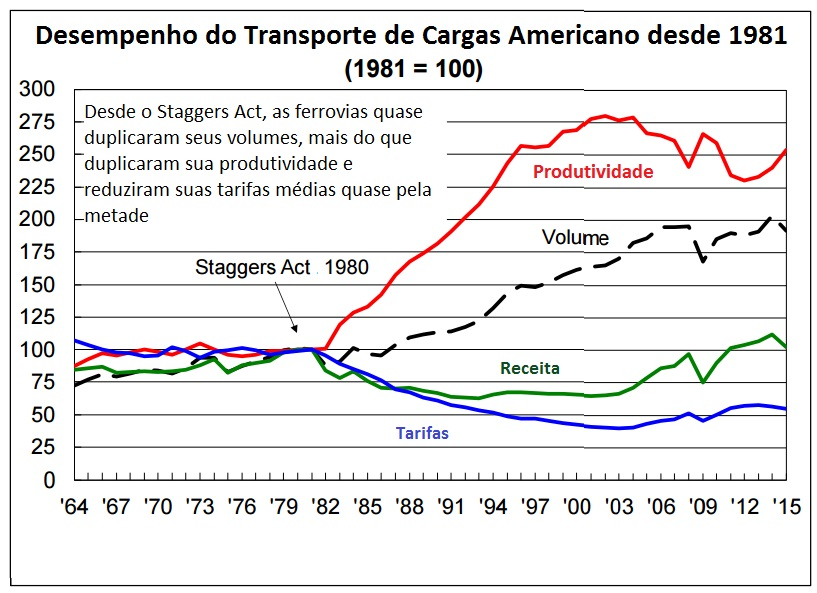 Desempenho do Transporte de Cargas Americano desde 1981
(1981 = 100)
300
275
250
225
200
175
150
125
100
75
50
25
0
Desde o Staggers Act, as ferrovias quase
duplicaram seus volumes, mais do que
duplicaram sua produtividade e
reduziram suas tarifas médias quase pela
metade
Produtividade
Volume
Staggers Act 1980
Receita
Tarifas
'64 '67 '70 '73 '76 '79 '82 '85 '88 '91 '94 '97 '00 '03 '06 '09 '12 '15